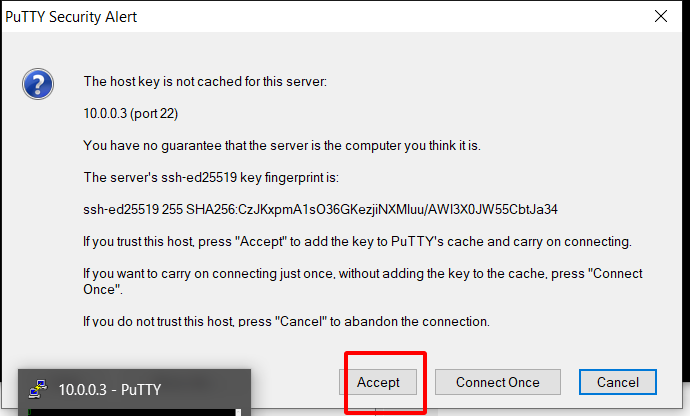 PuTTY Security Alert
The host key is not cached for this server:
10.0.0.3 (port 22)
You have no guarantee that the server is the computer you think it is.
The server's ssh-ed25519 key fingerprint is:
ssh-ed25519 255 SHA256:CzJKxpmA1sO36GKezjiNXMluu/AWI3X0JW55CbtJa34
If you trust this host, press "Accept" to add the key to PuTTY's cache and carry on connecting.
If you want to carry on connecting just once, without adding the key to the cache, press "Connect
Once".
If you do not trust this host, press "Cancel" to abandon the connection.
Accept
Connect Once
Cancel
10.0.0.3 - PuTTY